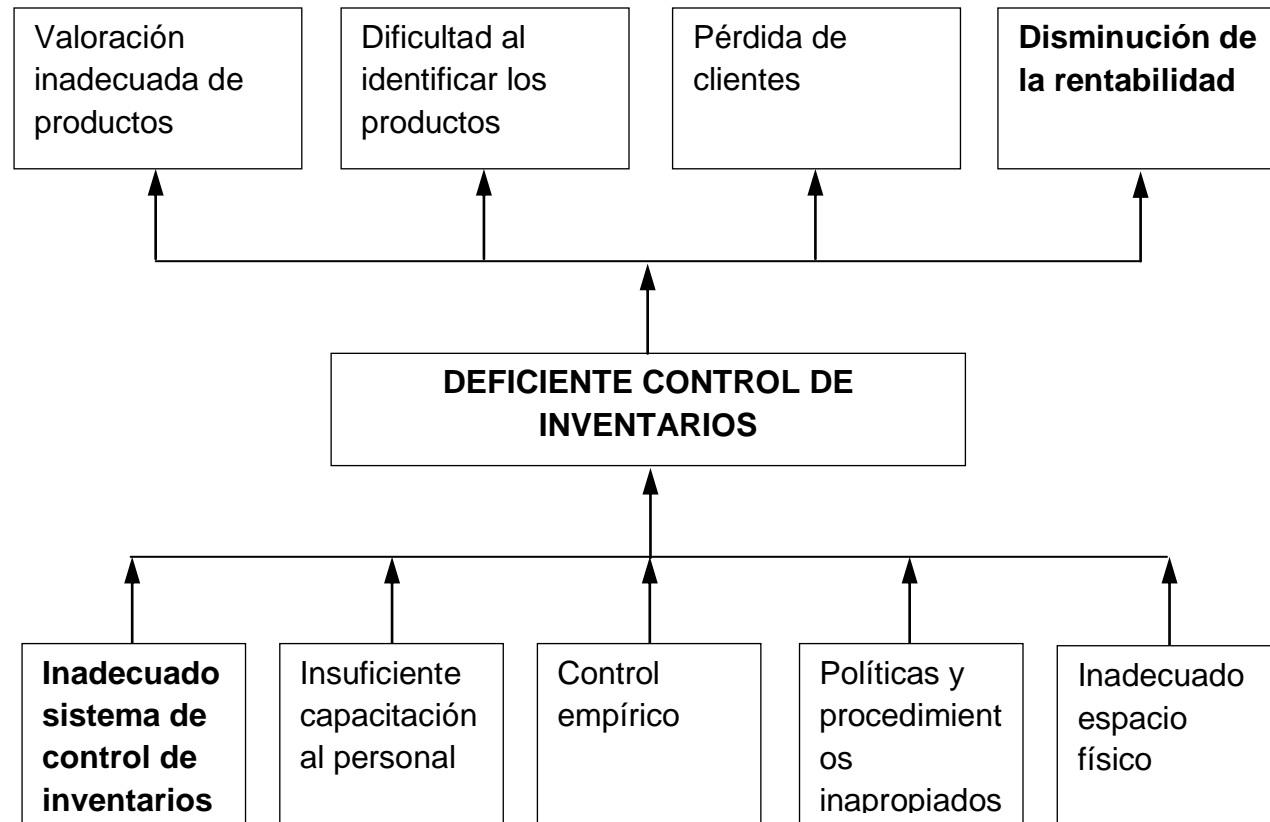 Valoración
inadecuada de
productos
Dificultad al
identificar los
productos
Pérdida de
clientes
Disminución de
la rentabilidad
DEFICIENTE CONTROL DE
INVENTARIOS
Inadecuado
sistema de
control de
inventarios
Insuficiente
capacitación
al personal
Control
empírico
Políticas y
procedimient
os
inapropiados
Inadecuado
espacio
físico